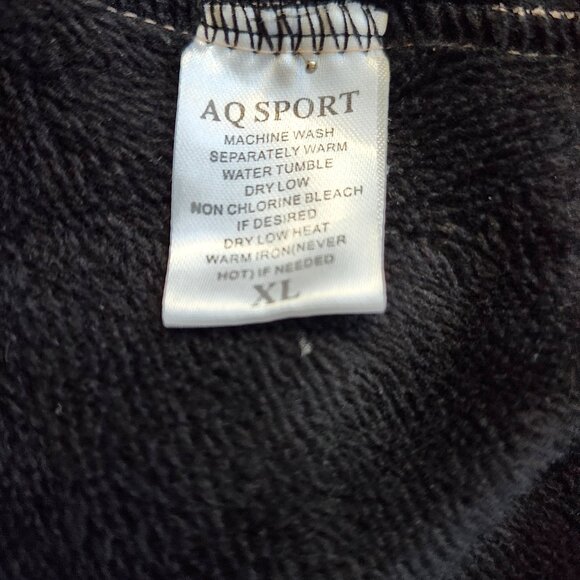 AQ SPORT
MACHINE WASH
SEPARATELY WARM
WATER TUMBLE
DRY LOW
NON CHLORINE BLEACH
IF DESIRED
DRY LOW HEAT
WARM IRON(NEVER
HOT) IF NEEDED
XL